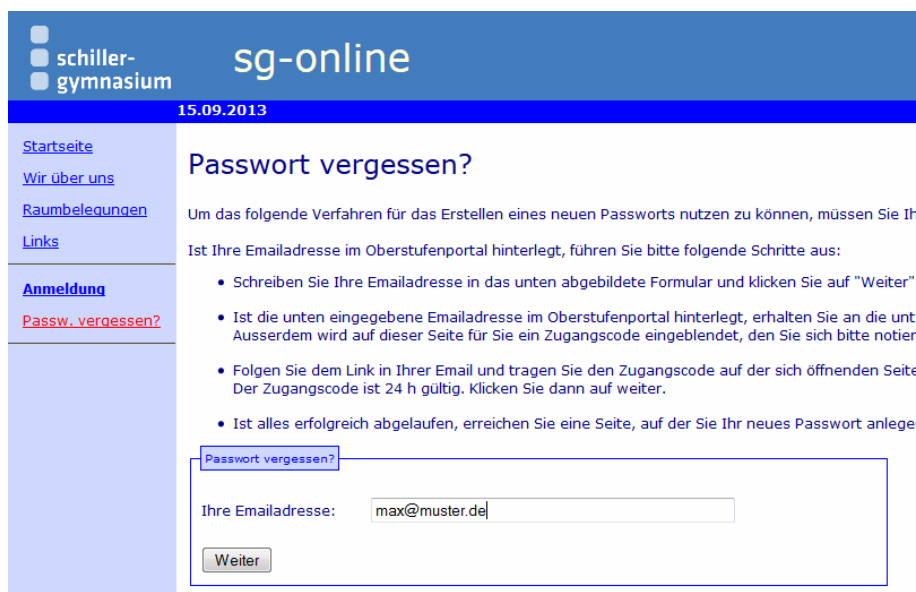 schiller-
gymnasium
sg-online
15.09.2013
Startseite
Wir über uns
Raumbelegungen
Links
Anmeldung
Passw. vergessen?
Passwort vergessen?
Um das folgende Verfahren für das Erstellen eines neuen Passworts nutzen zu können, müssen Sie Ih
Ist Ihre Emailadresse im Oberstufenportal hinterlegt, führen Sie bitte folgende Schritte aus:
• Schreiben Sie Ihre Emailadresse in das unten abgebildete Formular und klicken Sie auf "Weiter"
• Ist die unten eingegebene Emailadresse im Oberstufenportal hinterlegt, erhalten Sie an die unt
Ausserdem wird auf dieser Seite für Sie ein Zugangscode eingeblendet, den Sie sich bitte notier
• Folgen Sie dem Link in Ihrer Email und tragen Sie den Zugangscode auf der sich öffnenden Seite
Der Zugangscode ist 24 h gültig. Klicken Sie dann auf weiter.
• Ist alles erfolgreich abgelaufen, erreichen Sie eine Seite, auf der Sie Ihr neues Passwort anlege
Passwort vergessen?
Ihre Emailadresse: max@muster.de
Weiter